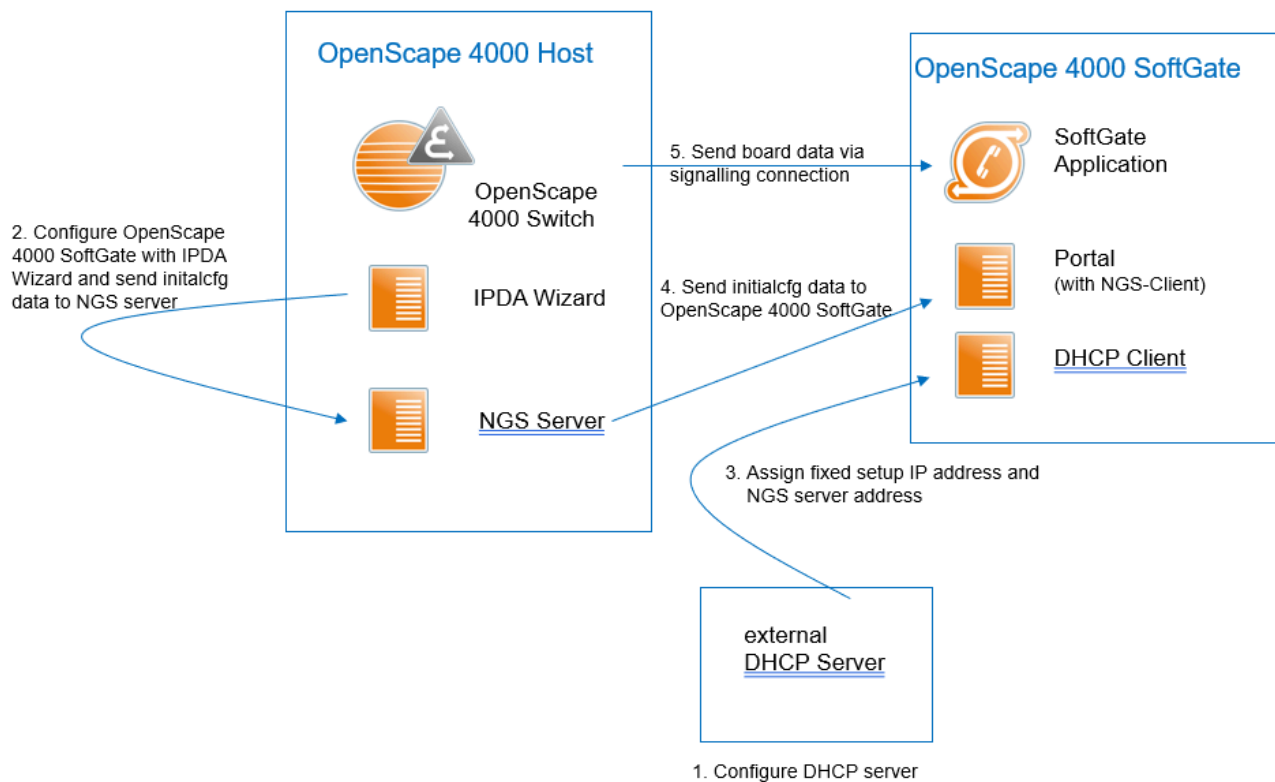 OpenScape 4000 Host
OpenScape
4000 Switch
IPDA Wizard
NGS Server
2. Configure OpenScape
4000 SoftGate with IPDA
Wizard and send initalcfg
data to NGS server
5. Send board data via
signalling connection
4. Send initialcfg data to
OpenScape 4000 SoftGate
OpenScape 4000 SoftGate
SoftGate
Application
Portal
(with NGS-Client)
DHCP Client
3. Assign fixed setup IP address and
NGS server address
external
DHCP Server
1. Configure DHCP server